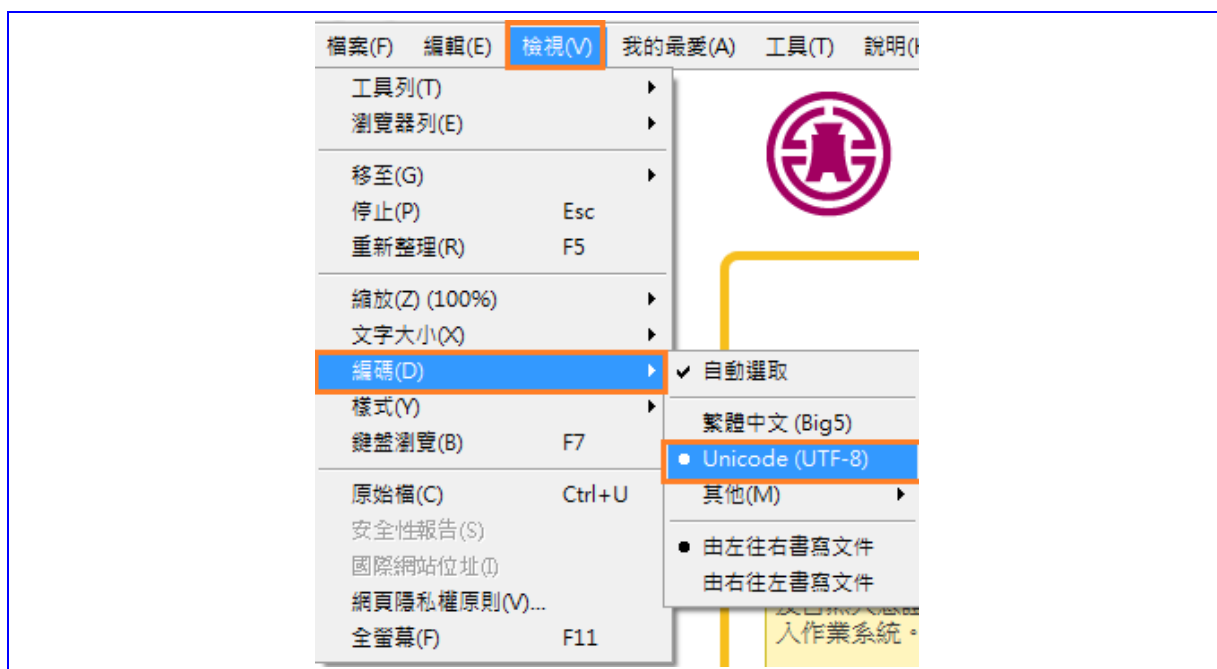 檔案(F) 編輯(E) 檢視(V) 我的最愛(A) 工具(T) 說明(
工具列(T)
瀏覽器列(E)
移至(G)
停止(P) Esc
重新整理(R) F5
縮放(Z) (100%)
文字大小(X)
編碼(D)
樣式(Y)
鍵盤瀏覽(B) F7
原始檔(C) Ctrl+U
安全性報告(S)
國際網站位址(I)
網頁隱私權原則(V)...
全螢幕(F) F11
自動選取
繁體中文 (Big5)
Unicode (UTF-8)
其他(M)
由左往右書寫文件
由右往左書寫文件
入作業系統。